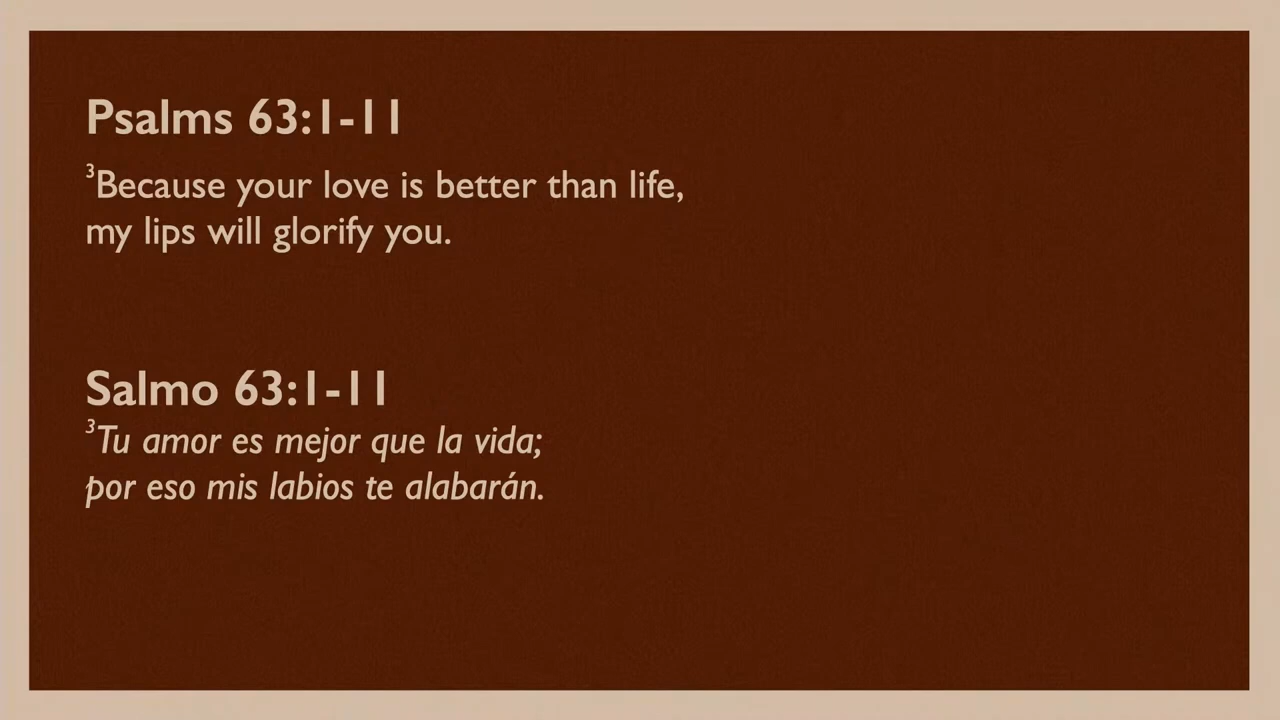 Psalms 63:1-11
³Because your love is better than life,
my lips will glorify you.
Salmo 63:1-11
³Tu amor es mejor que la vida;
por eso mis labios te alabarán.